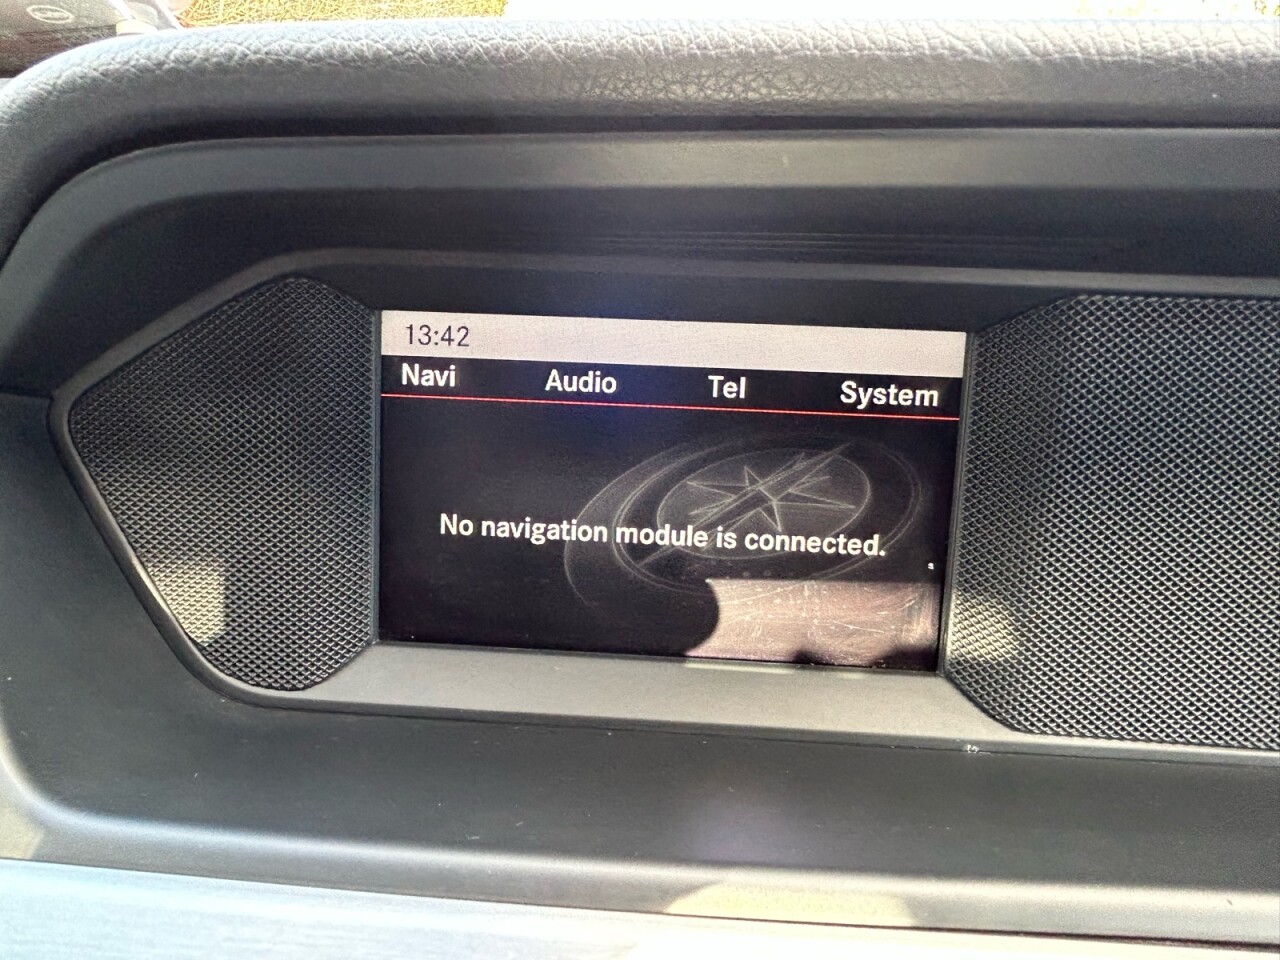 13:42
Navi Audio Tel System
No navigation module is connected.